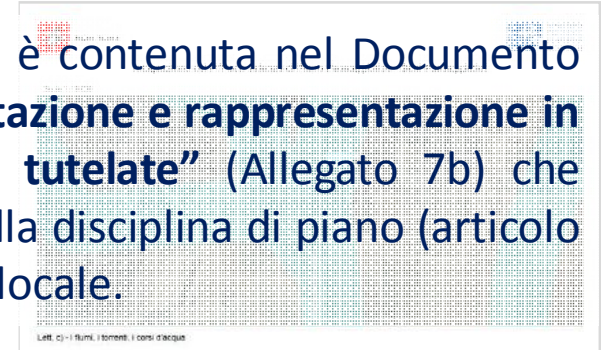 è contenuta nel Documento
tazione e rappresentazione in
tutelate” (Allegato 7b) che
lla disciplina di piano (articolo
locale.
Lett. c) - I fiumi, i torrenti, i corsi d'acqua